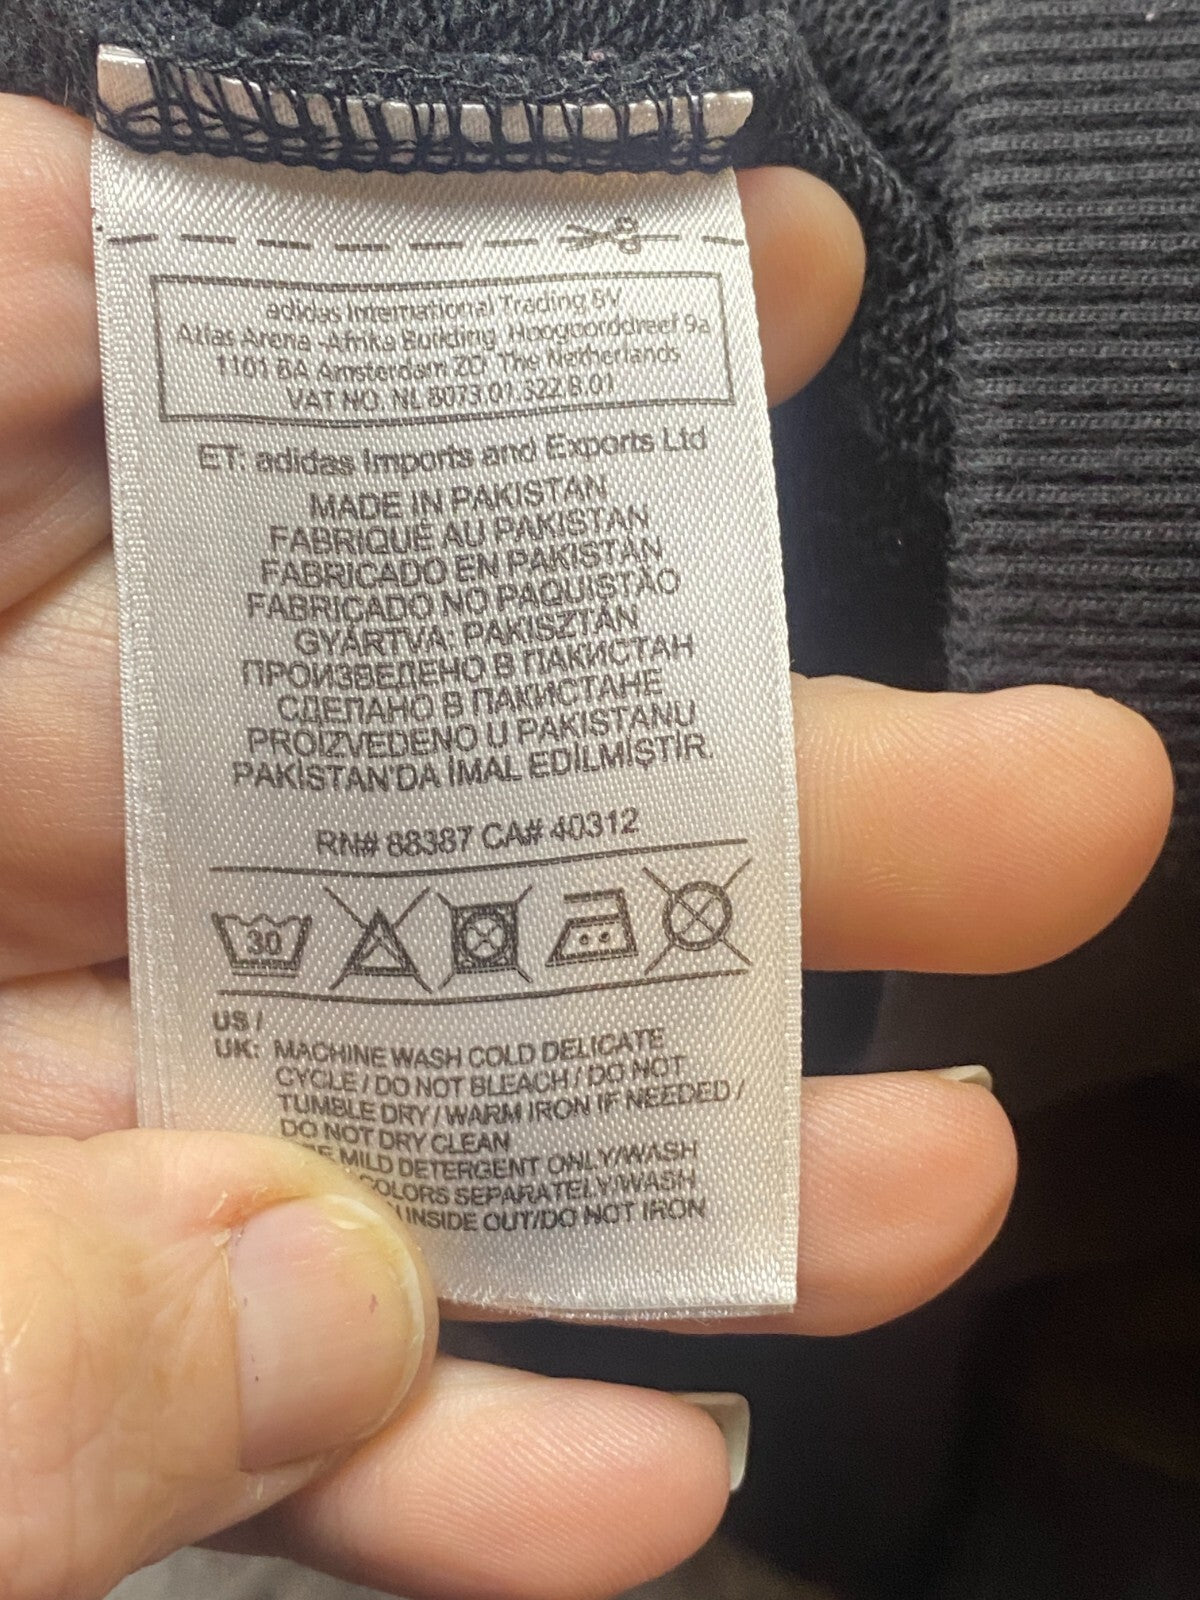 adidas International Trading BV
Atlas Arena -Afrika Building, Hoogoorddreef 9a
1101 BA Amsterdam ZO The Netherlands
VAT NO. NL 8073.01.322.B.01
ET: adidas Imports and Exports Ltd
MADE IN PAKISTAN
FABRIQUÉ AU PAKISTAN
FABRICADO EN PAKISTÁN
FABRICADO NO PAQUISTÃO
GYÁRTVA: PAKISZTÁN
ПРОИЗВЕДЕНО В ПАКИСТАН
СДЕЛАНО В ПАКИСТАНЕ
PROIZVEDENO U PAKISTANU
PAKİSTAN'DA İMAL EDİLMİŞTİR.
RN# 88387 CA# 40312
30
US /
UK: MACHINE WASH COLD DELICATE
CYCLE / DO NOT BLEACH / DO NOT
TUMBLE DRY / WARM IRON IF NEEDED /
DO NOT DRY CLEAN
MILD DETERGENT ONLY/WASH
COLORS SEPARATELY/WASH
INSIDE OUT/DO NOT IRON